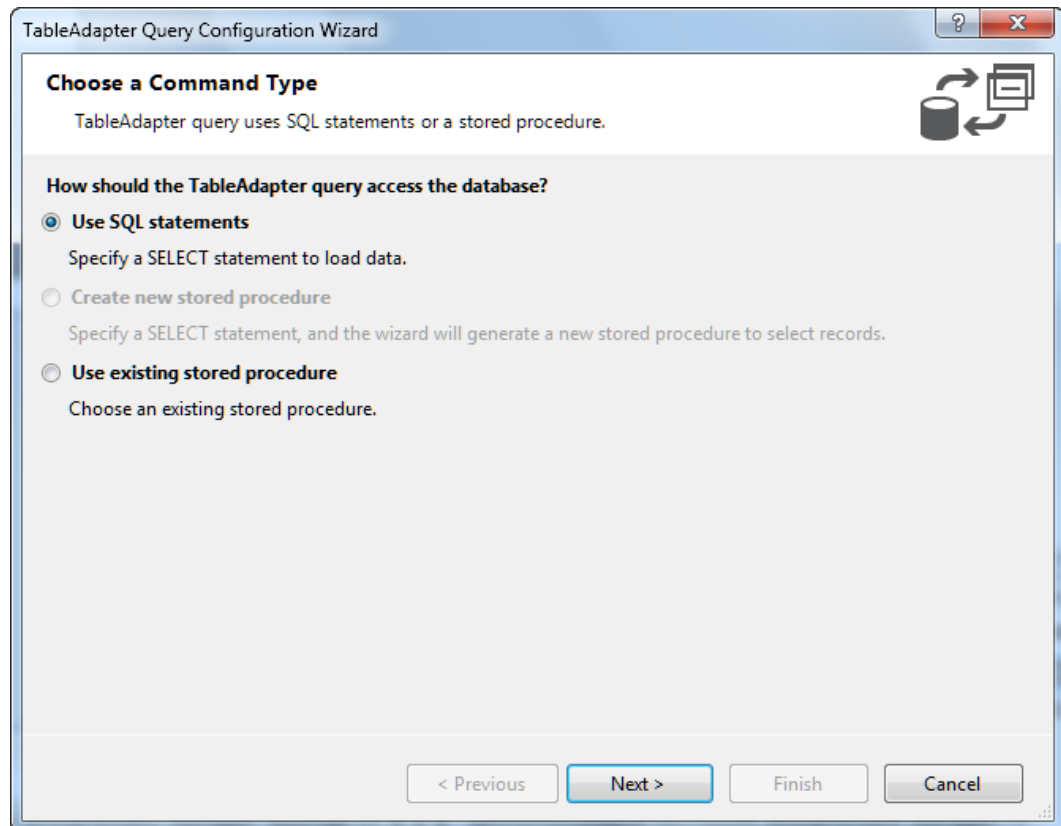 TableAdapter Query Configuration Wizard
Choose a Command Type
TableAdapter query uses SQL statements or a stored procedure.
How should the TableAdapter query access the database?
Use SQL statements
Specify a SELECT statement to load data.
Create new stored procedure
Specify a SELECT statement, and the wizard will generate a new stored procedure to select records.
Use existing stored procedure
Choose an existing stored procedure.
< Previous
Next >
Finish
Cancel